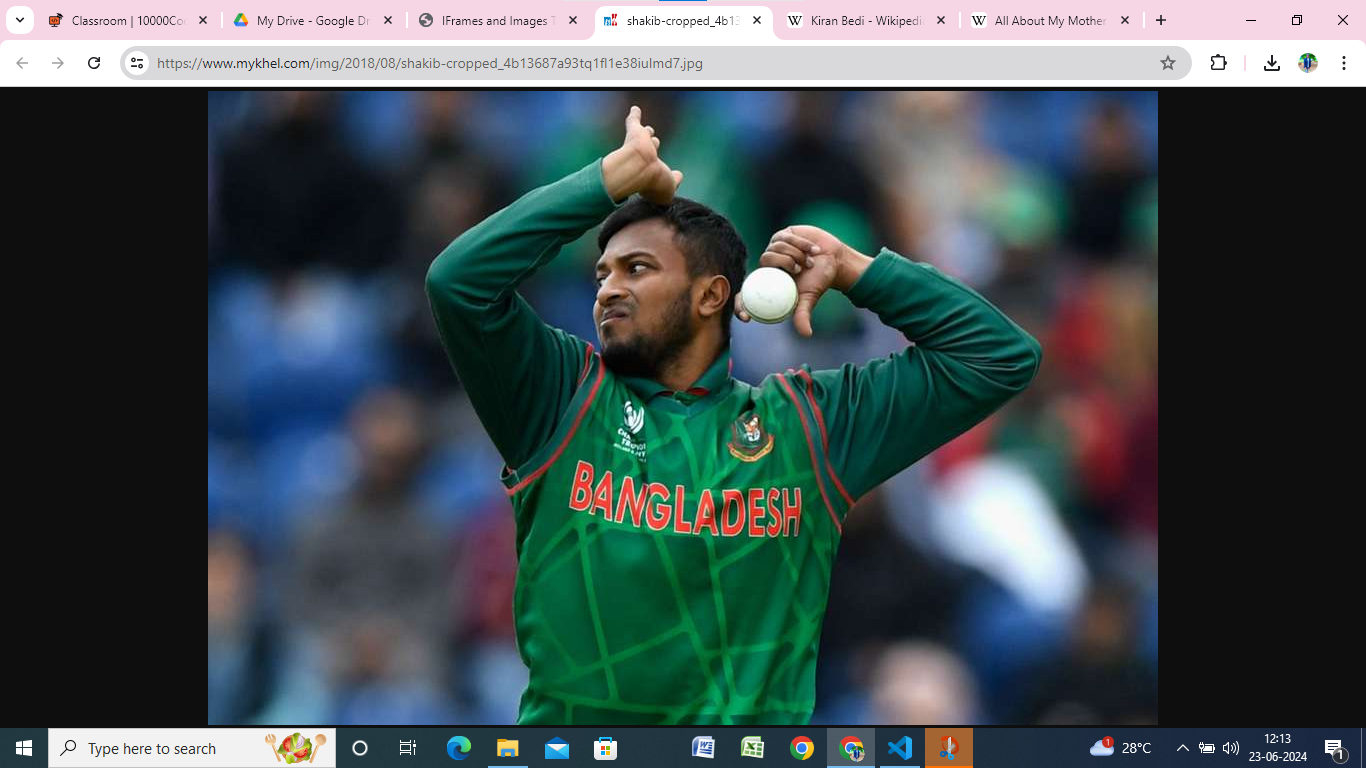 Classroom | 10000Co
My Drive - Google Dr
IFrames and Images T
shakib-cropped_4b13
Kiran Bedi - Wikipedi
All About My Mother
https://www.mykhel.com/img/2018/08/shakib-cropped_4b13687a93tq1fl1e38iulmd7.jpg
BANGLADESH
Type here to search
1
28°C
12:13
23-06-2024
1